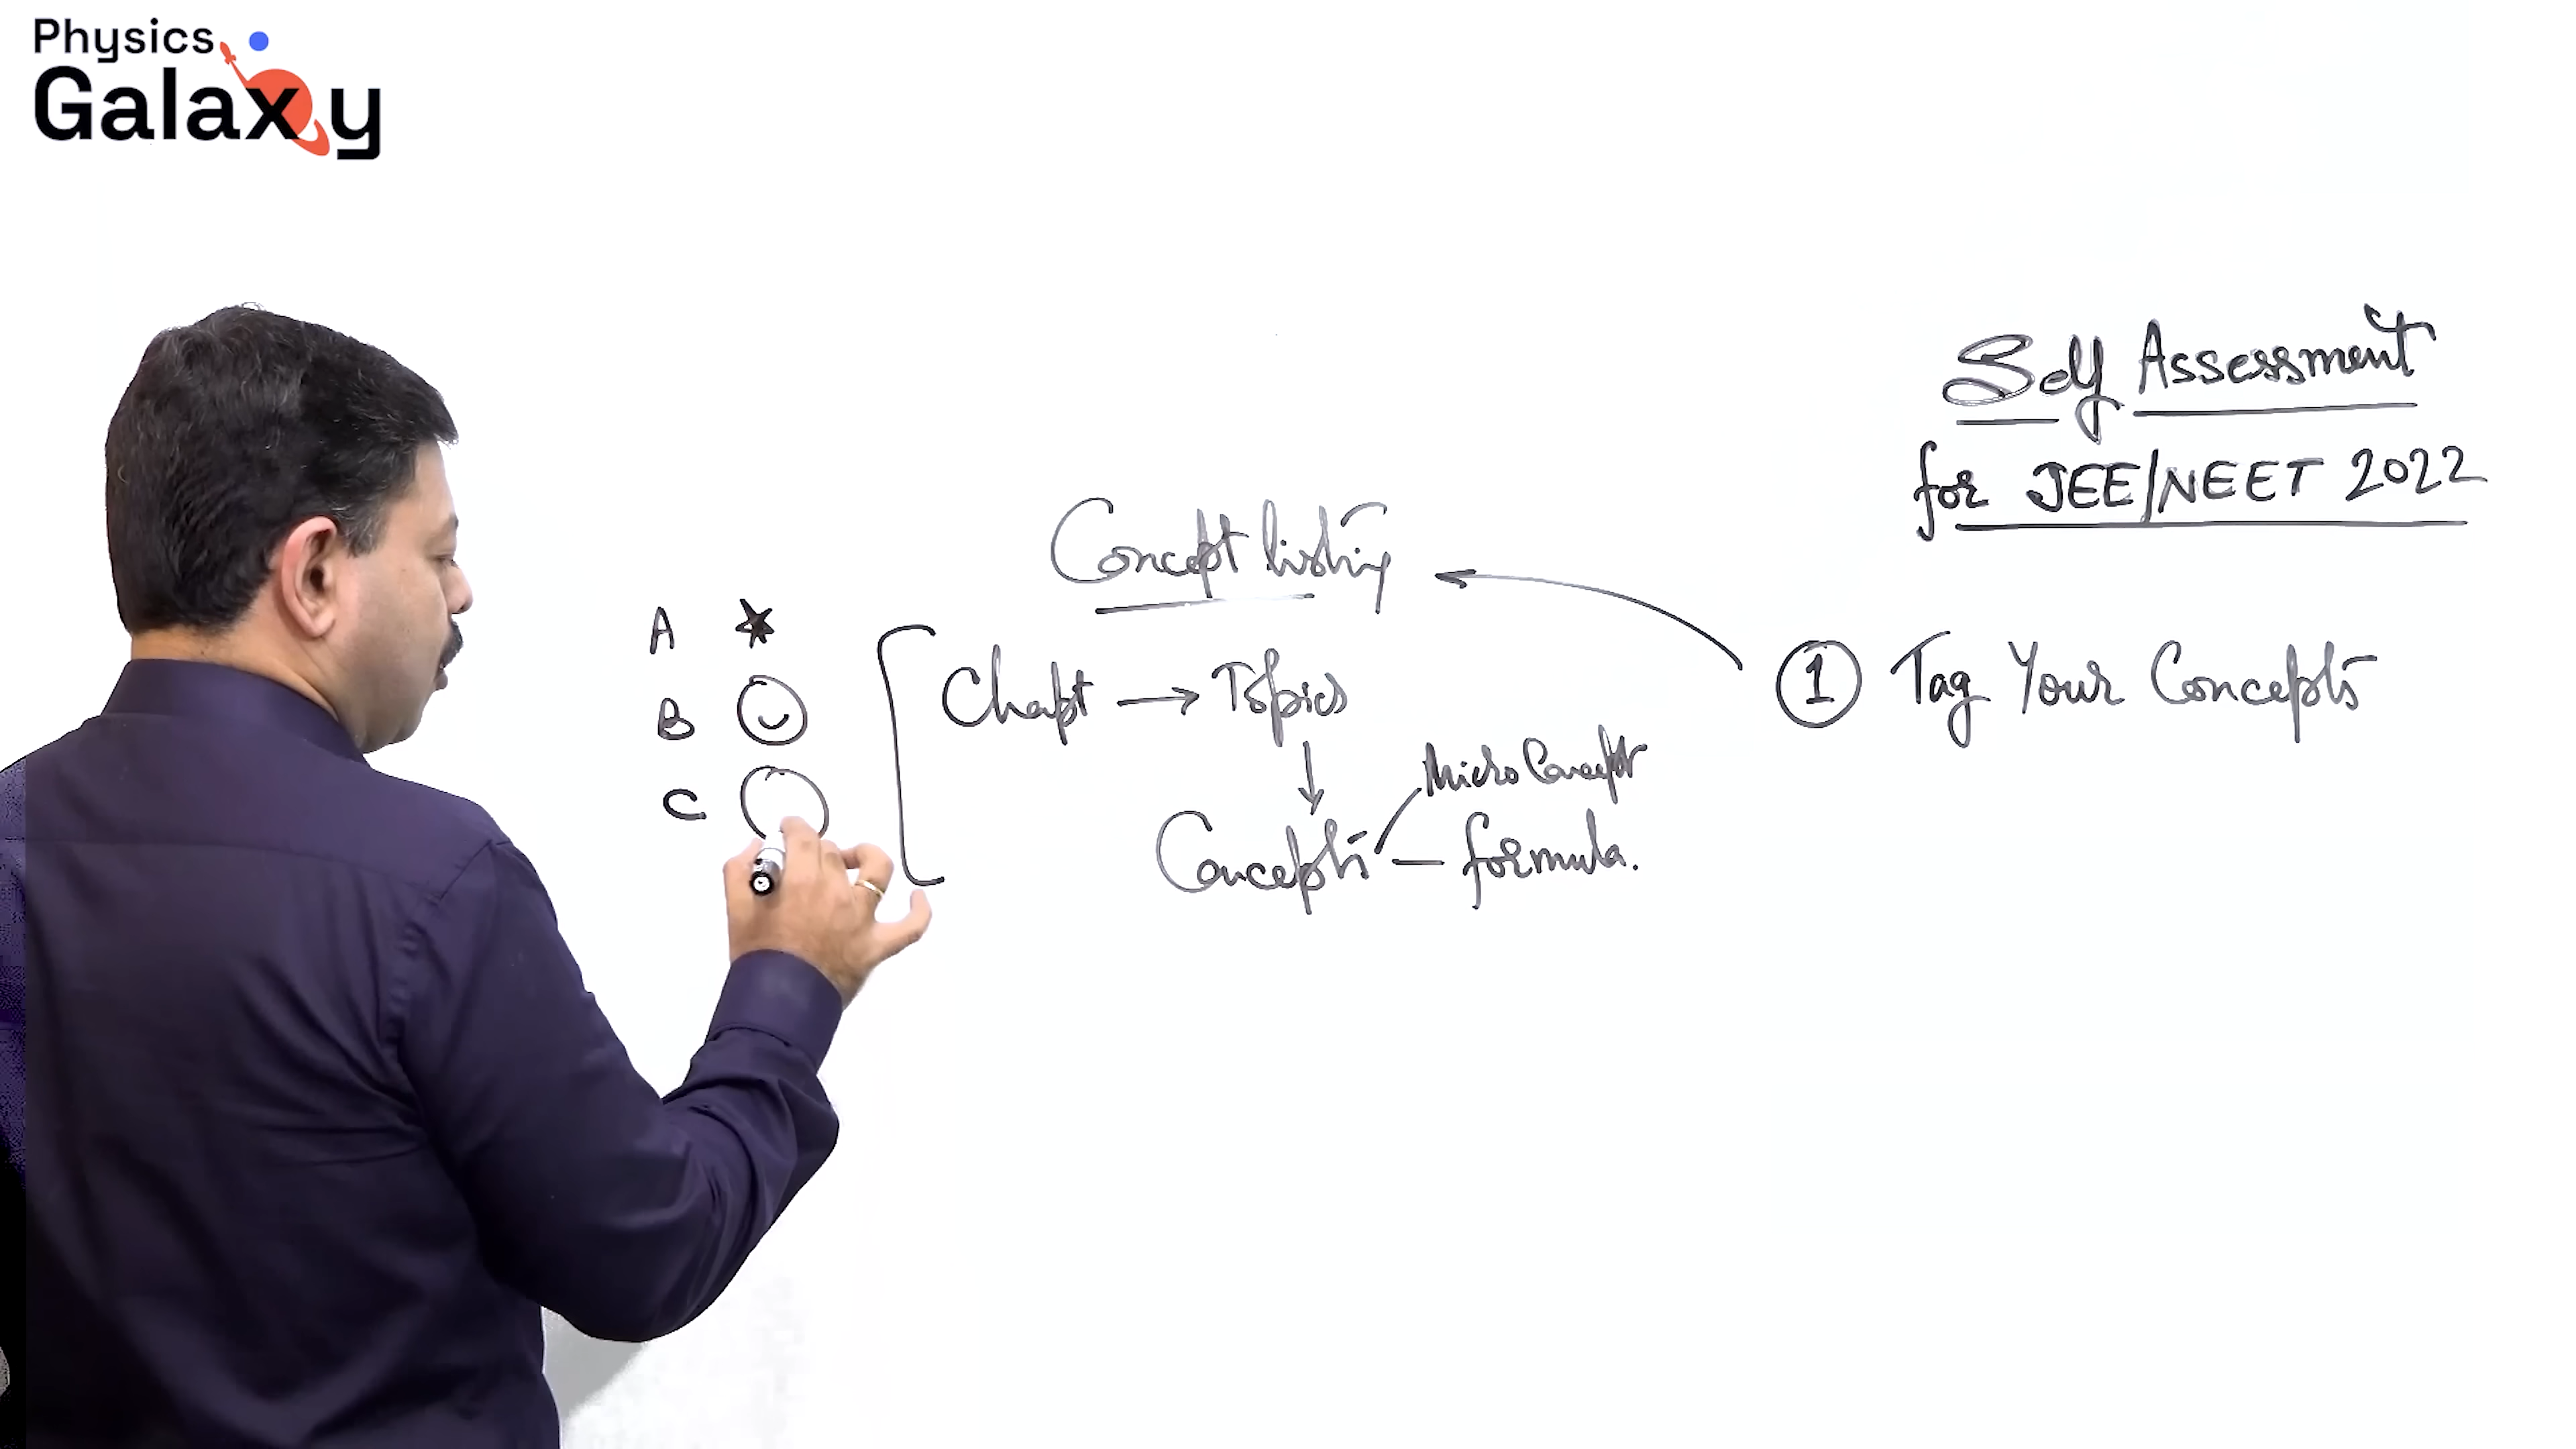 Physics
Galaxy
Self Assessment
for JEE/NEET 2022
Concept listing
① Tag Your Concepts
A
B
C
Chapt → Topics
Micro Concept
Concepts — formula.